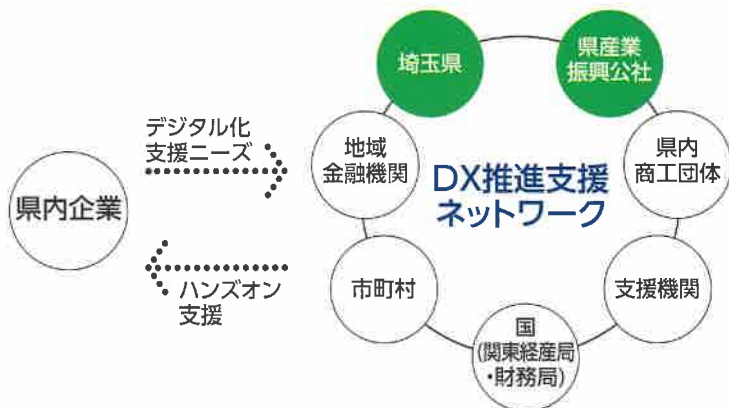 埼玉県
県産業
振興公社
デジタル化
支援ニーズ
地域
金融機関
県内
商工団体
DX推進支援
ネットワーク
県内企業
ハンズオン
支援
市町村
支援機関
国
(関東経産局
・財務局)